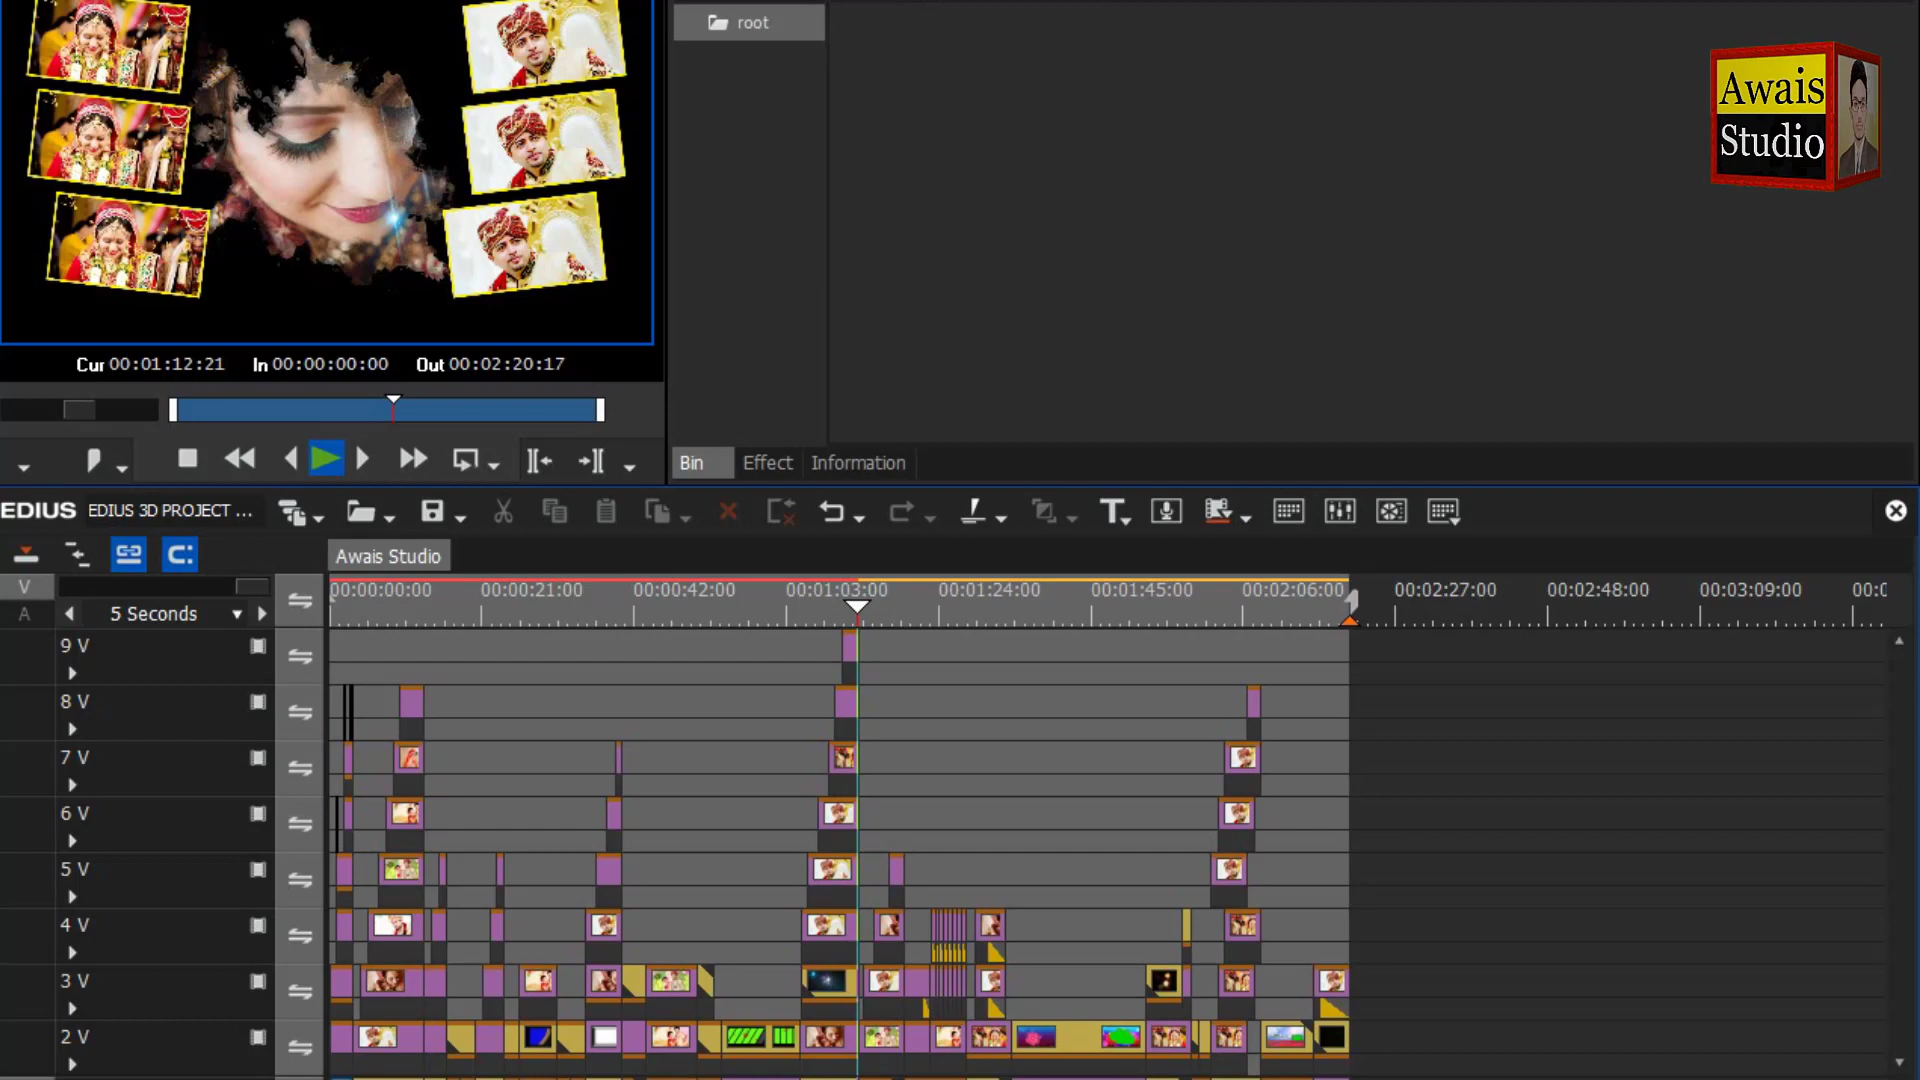 root
Awais
Studio
Cur 00:01:12:21 In 00:00:00:00 Out 00:02:20:17
Bin Effect Information
EDIUS EDIUS 3D PROJECT ...
Awais Studio
V
A
5 Seconds
00:00:00:00 00:00:21:00 00:00:42:00 00:01:03:00 00:01:24:00 00:01:45:00 00:02:06:00 00:02:27:00 00:02:48:00 00:03:09:00
9 V
8 V
7 V
6 V
5 V
4 V
3 V
2 V